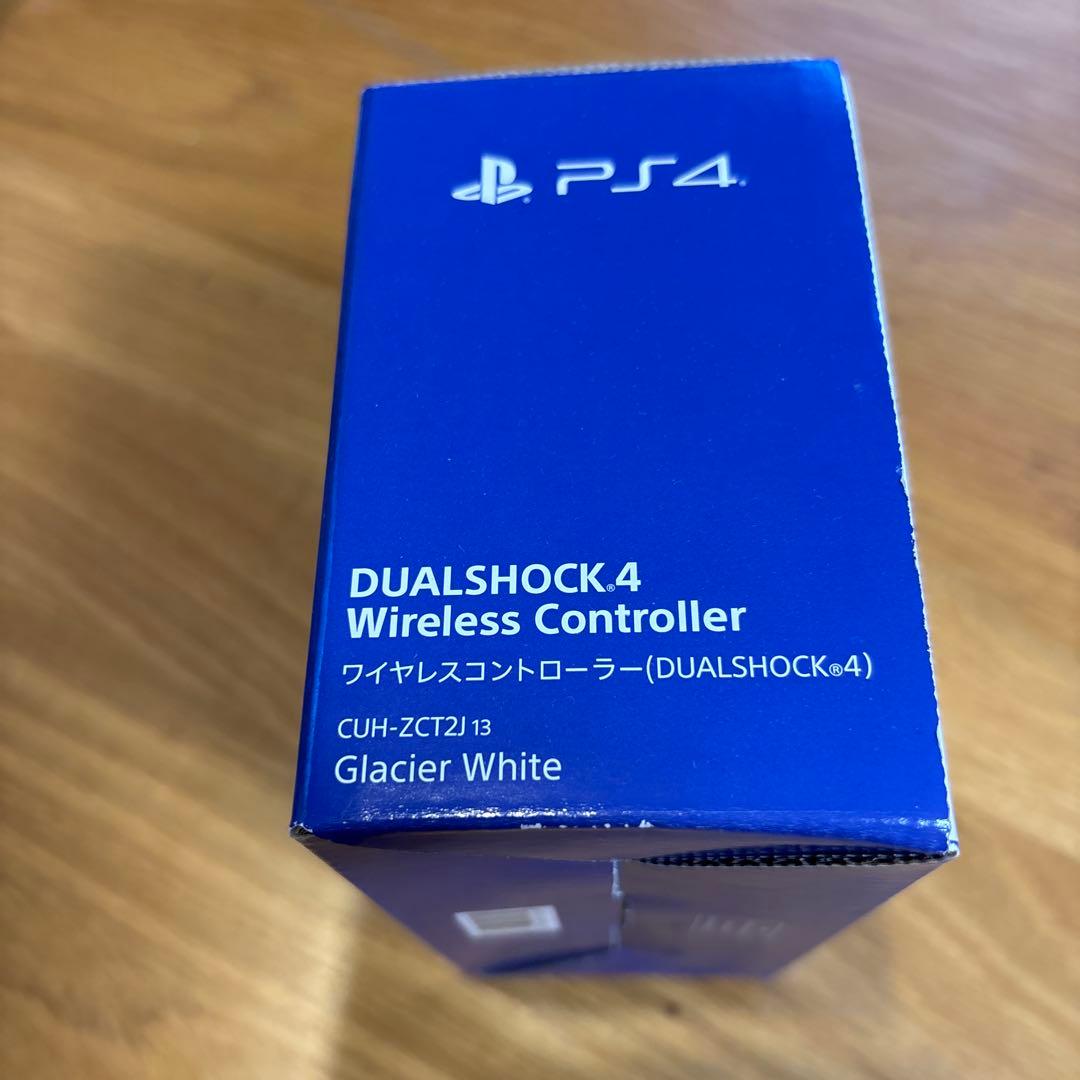 PS4
DUALSHOCK®4
Wireless Controller
ワイヤレスコントローラー(DUALSHOCK®4)
CUH-ZCT2J 13
Glacier White